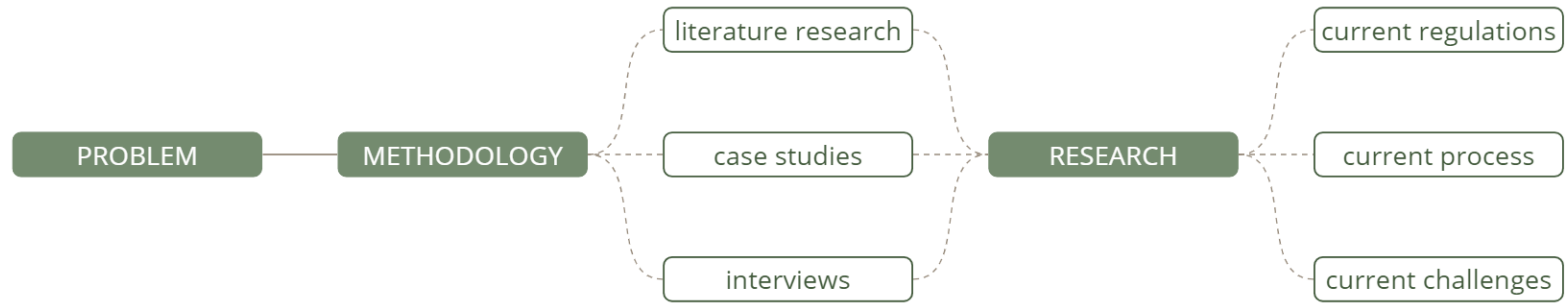 PROBLEM
METHODOLOGY
literature research
case studies
interviews
RESEARCH
current regulations
current process
current challenges